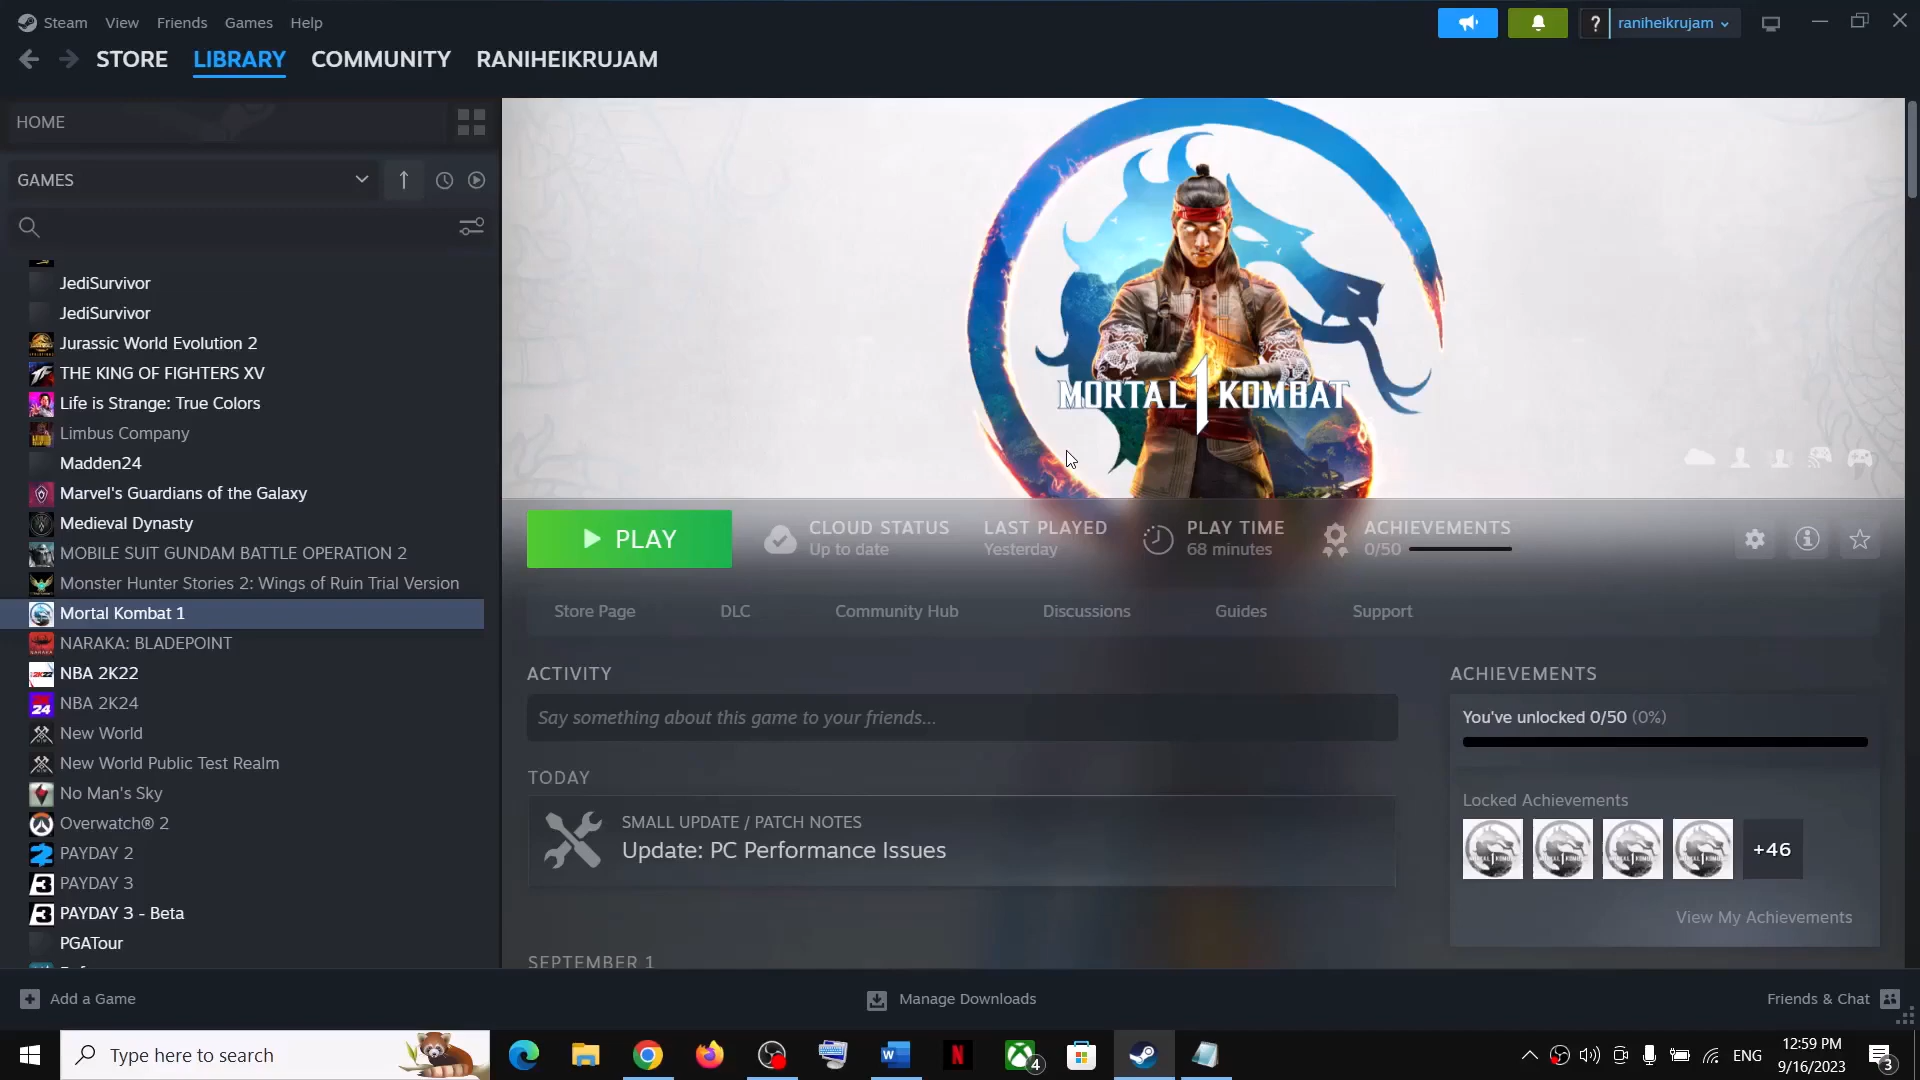 Steam View Friends Games Help
raniheikrujam
STORE LIBRARY COMMUNITY RANIHEIKRUJAM
HOME
GAMES
JediSurvivor
JediSurvivor
Jurassic World Evolution 2
THE KING OF FIGHTERS XV
Life is Strange: True Colors
Limbus Company
Madden24
Marvel's Guardians of the Galaxy
Medieval Dynasty
MOBILE SUIT GUNDAM BATTLE OPERATION 2
Monster Hunter Stories 2: Wings of Ruin Trial Version
Mortal Kombat 1
NARAKA: BLADEPOINT
NBA 2K22
NBA 2K24
New World
New World Public Test Realm
No Man's Sky
Overwatch® 2
PAYDAY 2
PAYDAY 3
PAYDAY 3 - Beta
PGATour
MORTAL 1 KOMBAT
PLAY
CLOUD STATUS
Up to date
LAST PLAYED
Yesterday
PLAY TIME
68 minutes
ACHIEVEMENTS
0/50
Store Page DLC Community Hub Discussions Guides Support
ACTIVITY
Say something about this game to your friends...
TODAY
SMALL UPDATE / PATCH NOTES
Update: PC Performance Issues
SEPTEMBER 1
ACHIEVEMENTS
You've unlocked 0/50 (0%)
Locked Achievements
+46
View My Achievements
Add a Game
Manage Downloads
Friends & Chat
Type here to search
4
ENG
12:59 PM
9/16/2023
3